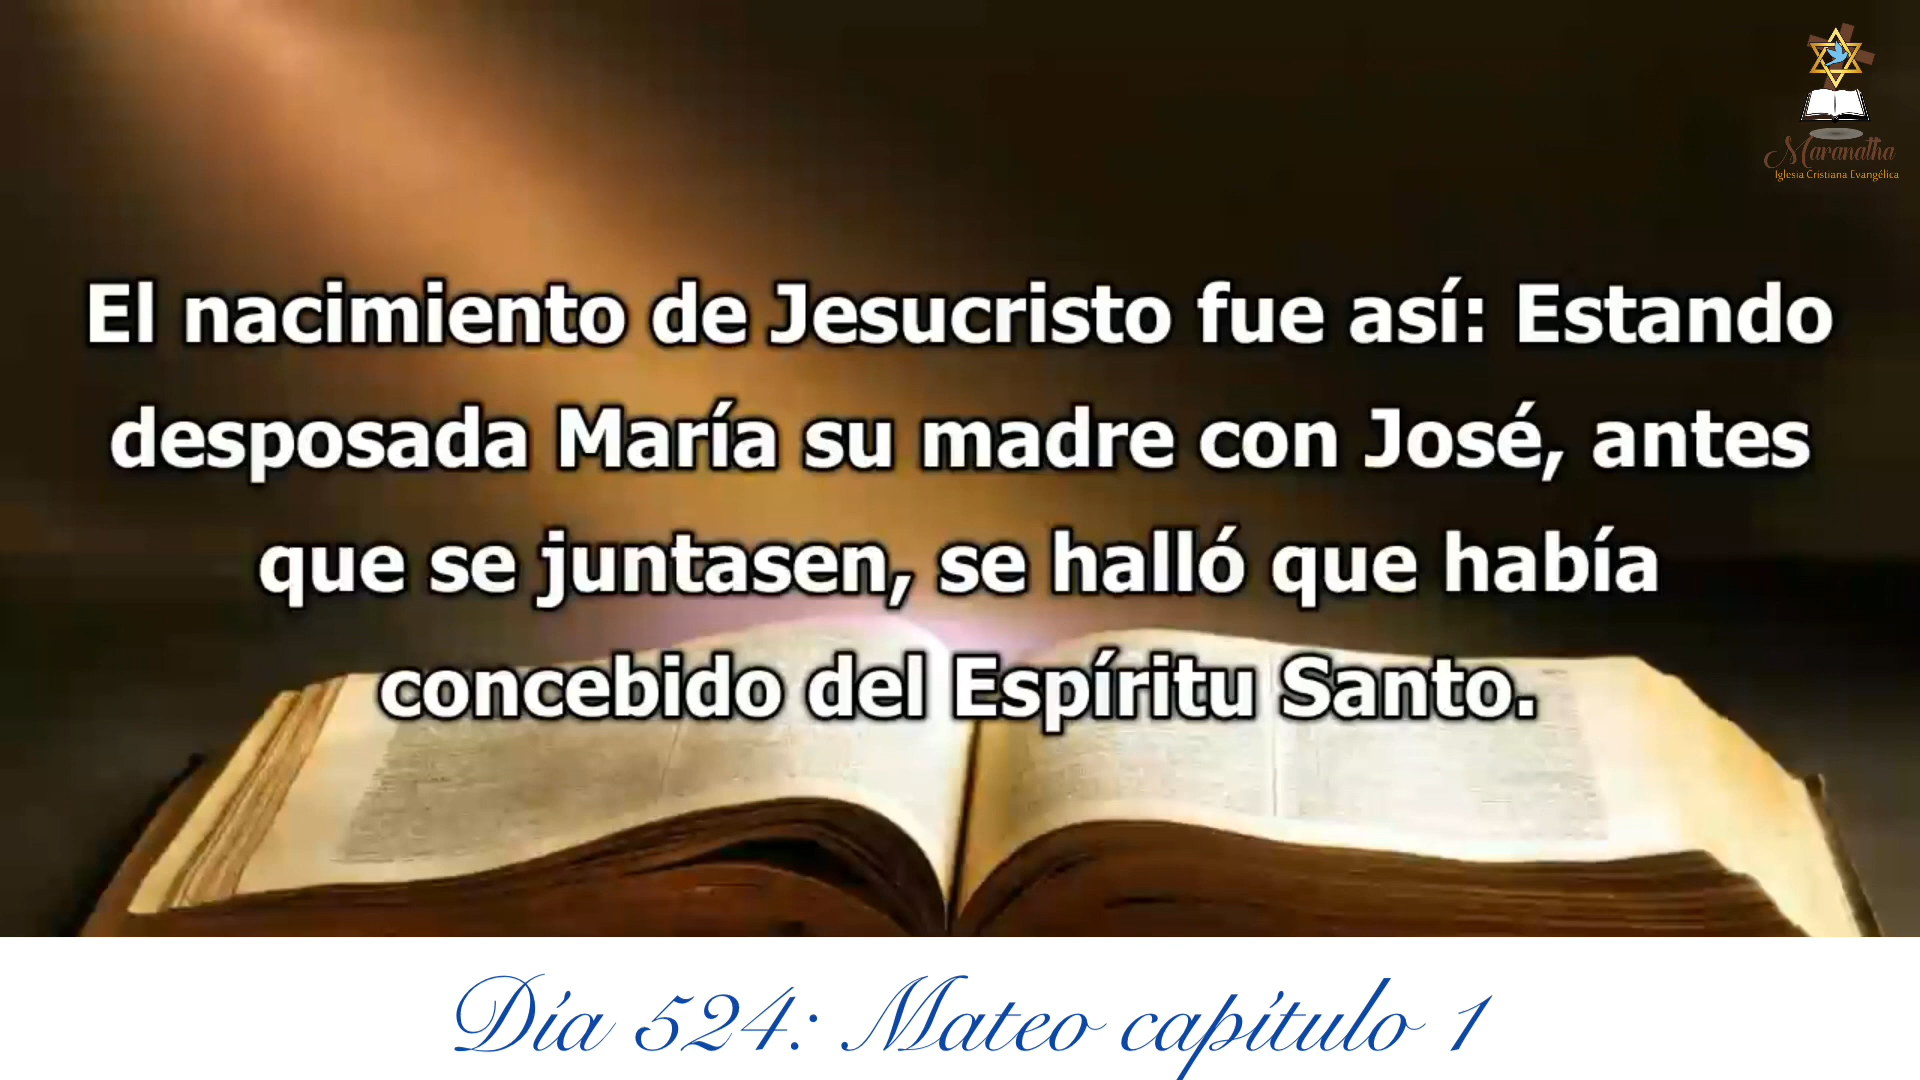 Maranatha
Iglesia Cristiana Evangélica
El nacimiento de Jesucristo fue así: Estando
desposada María su madre con José, antes
que se juntasen, se halló que había
concebido del Espíritu Santo.
Día 524: Mateo capítulo 1